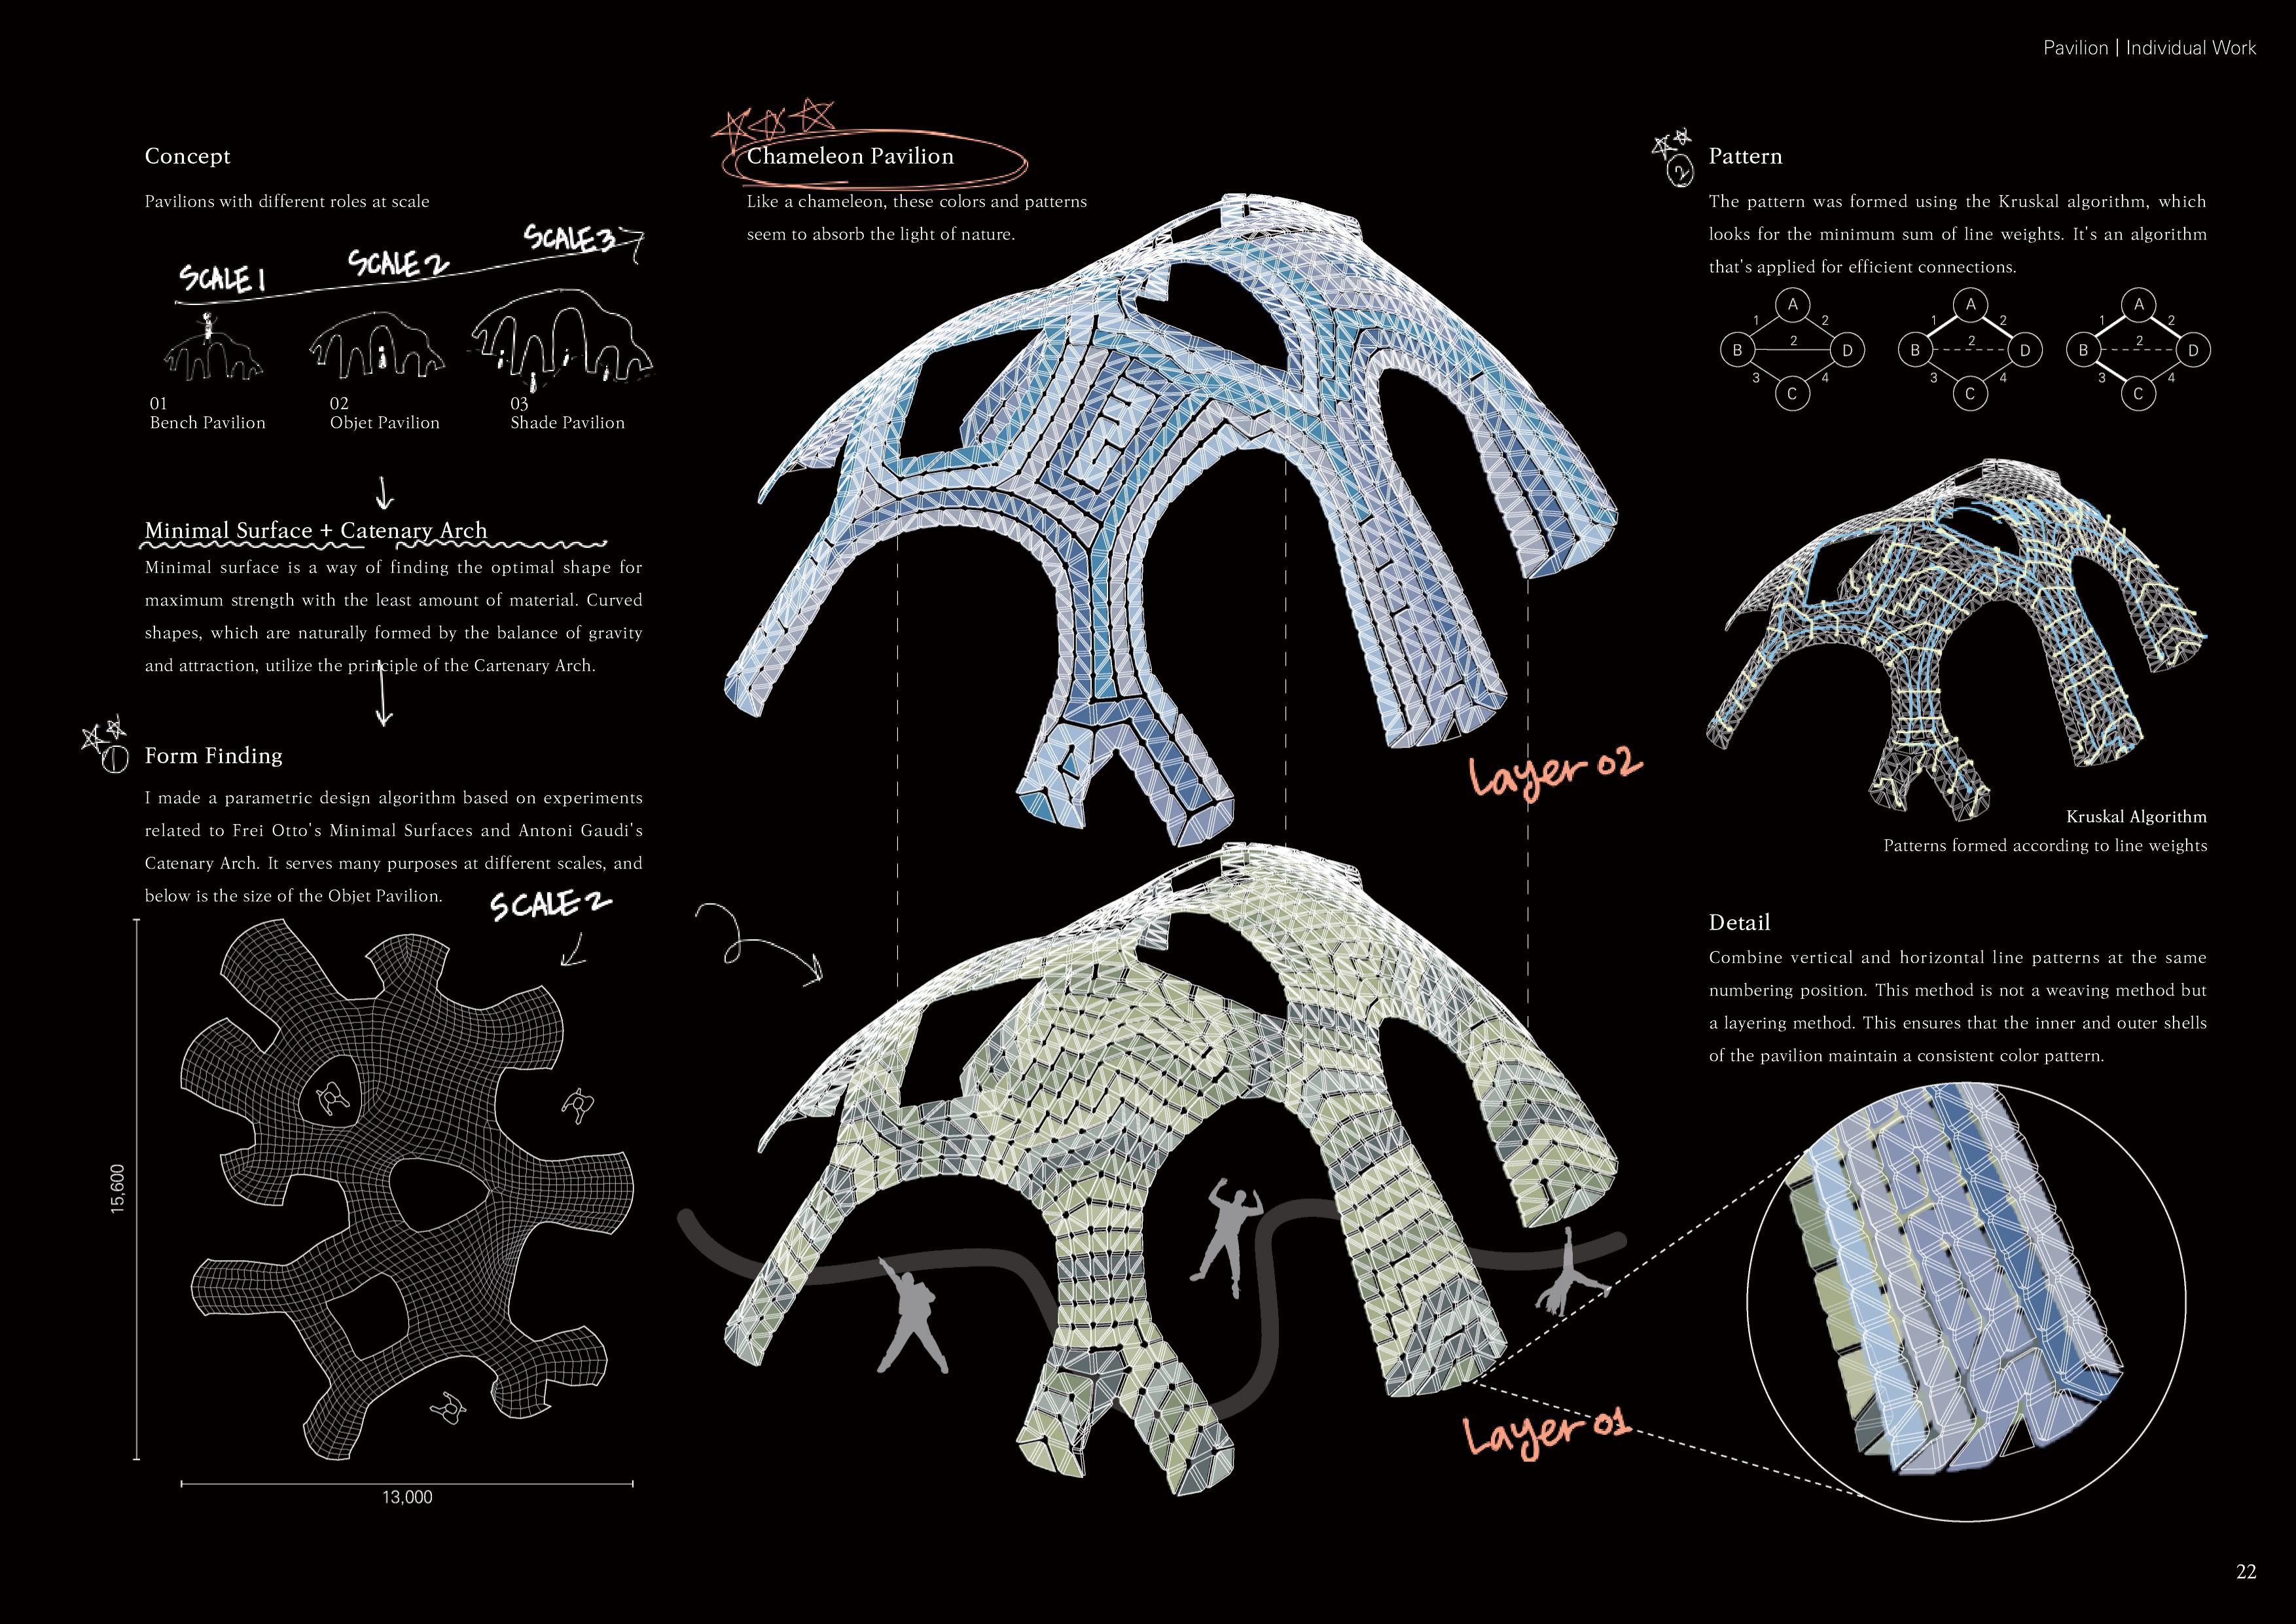 Pavilion | Individual Work
Concept
Pavilions with different roles at scale
SCALE 1
SCALE 2
SCALE 3
01
Bench Pavilion
02
Objet Pavilion
03
Shade Pavilion
Minimal Surface + Catenary Arch
Minimal surface is a way of finding the optimal shape for
maximum strength with the least amount of material. Curved
shapes, which are naturally formed by the balance of gravity
and attraction, utilize the principle of the Cartenary Arch.
1
Form Finding
I made a parametric design algorithm based on experiments
related to Frei Otto's Minimal Surfaces and Antoni Gaudi's
Catenary Arch. It serves many purposes at different scales, and
below is the size of the Objet Pavilion.
SCALE 2
15,600
13,000
Chameleon Pavilion
Like a chameleon, these colors and patterns
seem to absorb the light of nature.
Layer 02
Layer 01
2
Pattern
The pattern was formed using the Kruskal algorithm, which
looks for the minimum sum of line weights. It's an algorithm
that's applied for efficient connections.
A
1 2
B 2 D
3 4
C
A
1 2
B 2 D
3 4
C
A
1 2
B 2 D
3 4
C
Kruskal Algorithm
Patterns formed according to line weights
Detail
Combine vertical and horizontal line patterns at the same
numbering position. This method is not a weaving method but
a layering method. This ensures that the inner and outer shells
of the pavilion maintain a consistent color pattern.
22